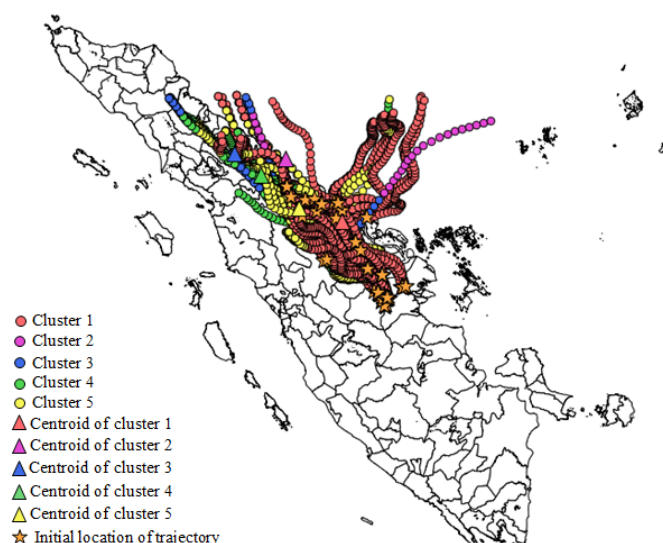 Cluster 1
Cluster 2
Cluster 3
Cluster 4
Cluster 5
Centroid of cluster 1
Centroid of cluster 2
Centroid of cluster 3
Centroid of cluster 4
Centroid of cluster 5
Initial location of trajectory